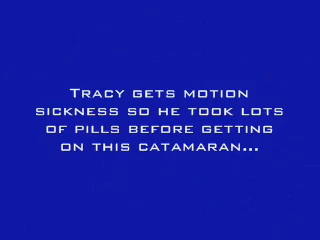 Tracy gets motion
sickness so he took lots
of pills before getting
on this catamaran...